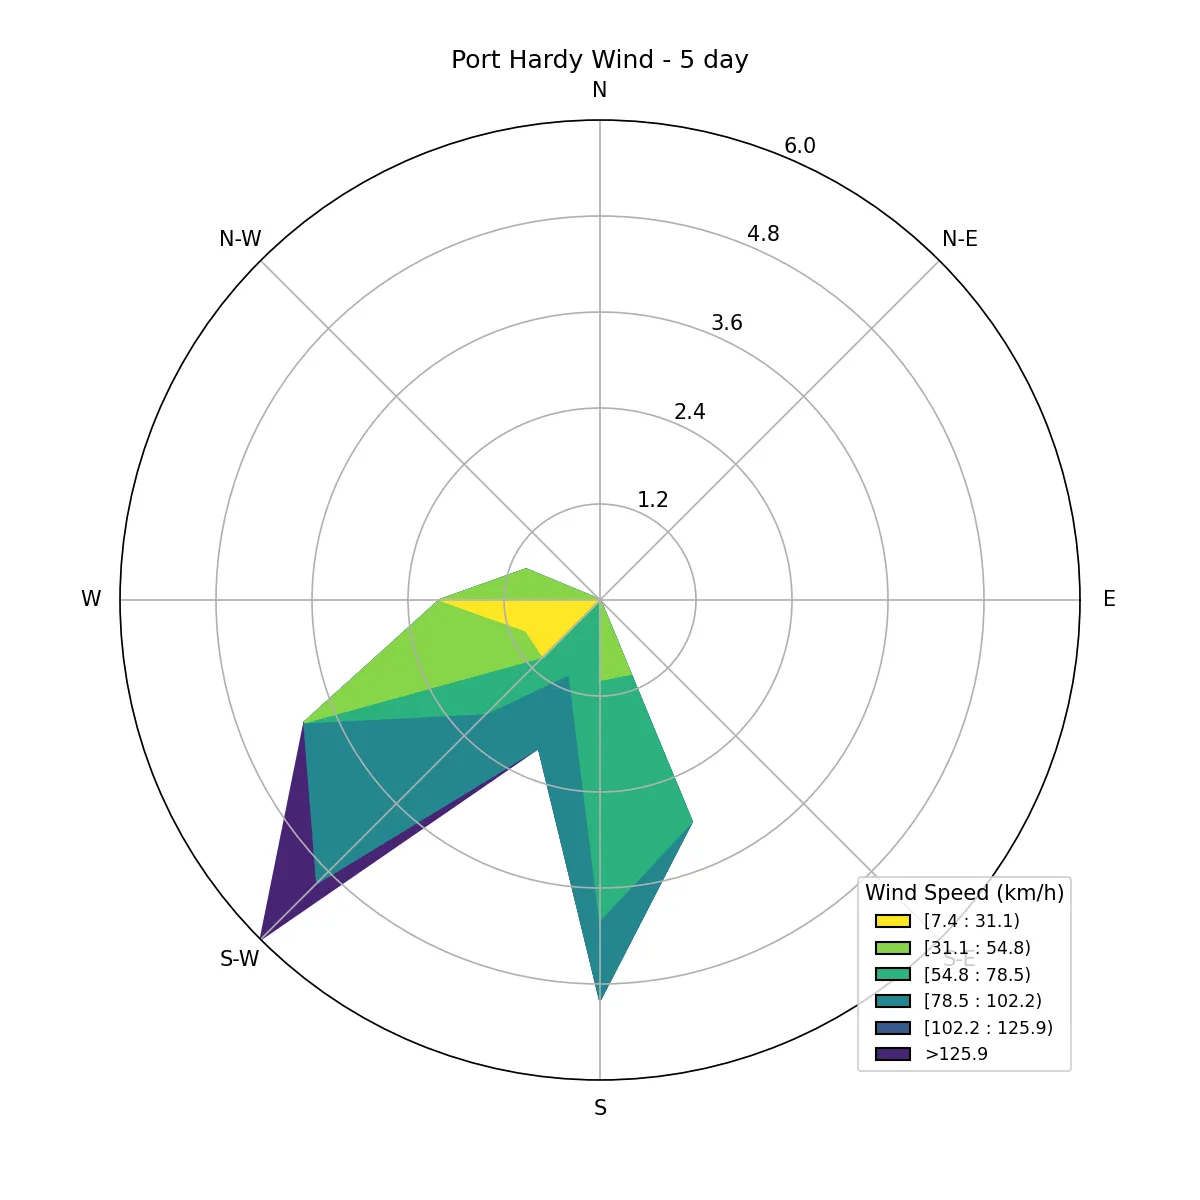 Port Hardy Wind - 5 day
N
6.0
N-W
N-E
4.8
3.6
2.4
1.2
W
E
Wind Speed (km/h)
[7.4 : 31.1)
[31.1 : 54.8)
[54.8 : 78.5)
[78.5 : 102.2)
[102.2 : 125.9)
>125.9
S-W
S-E
S